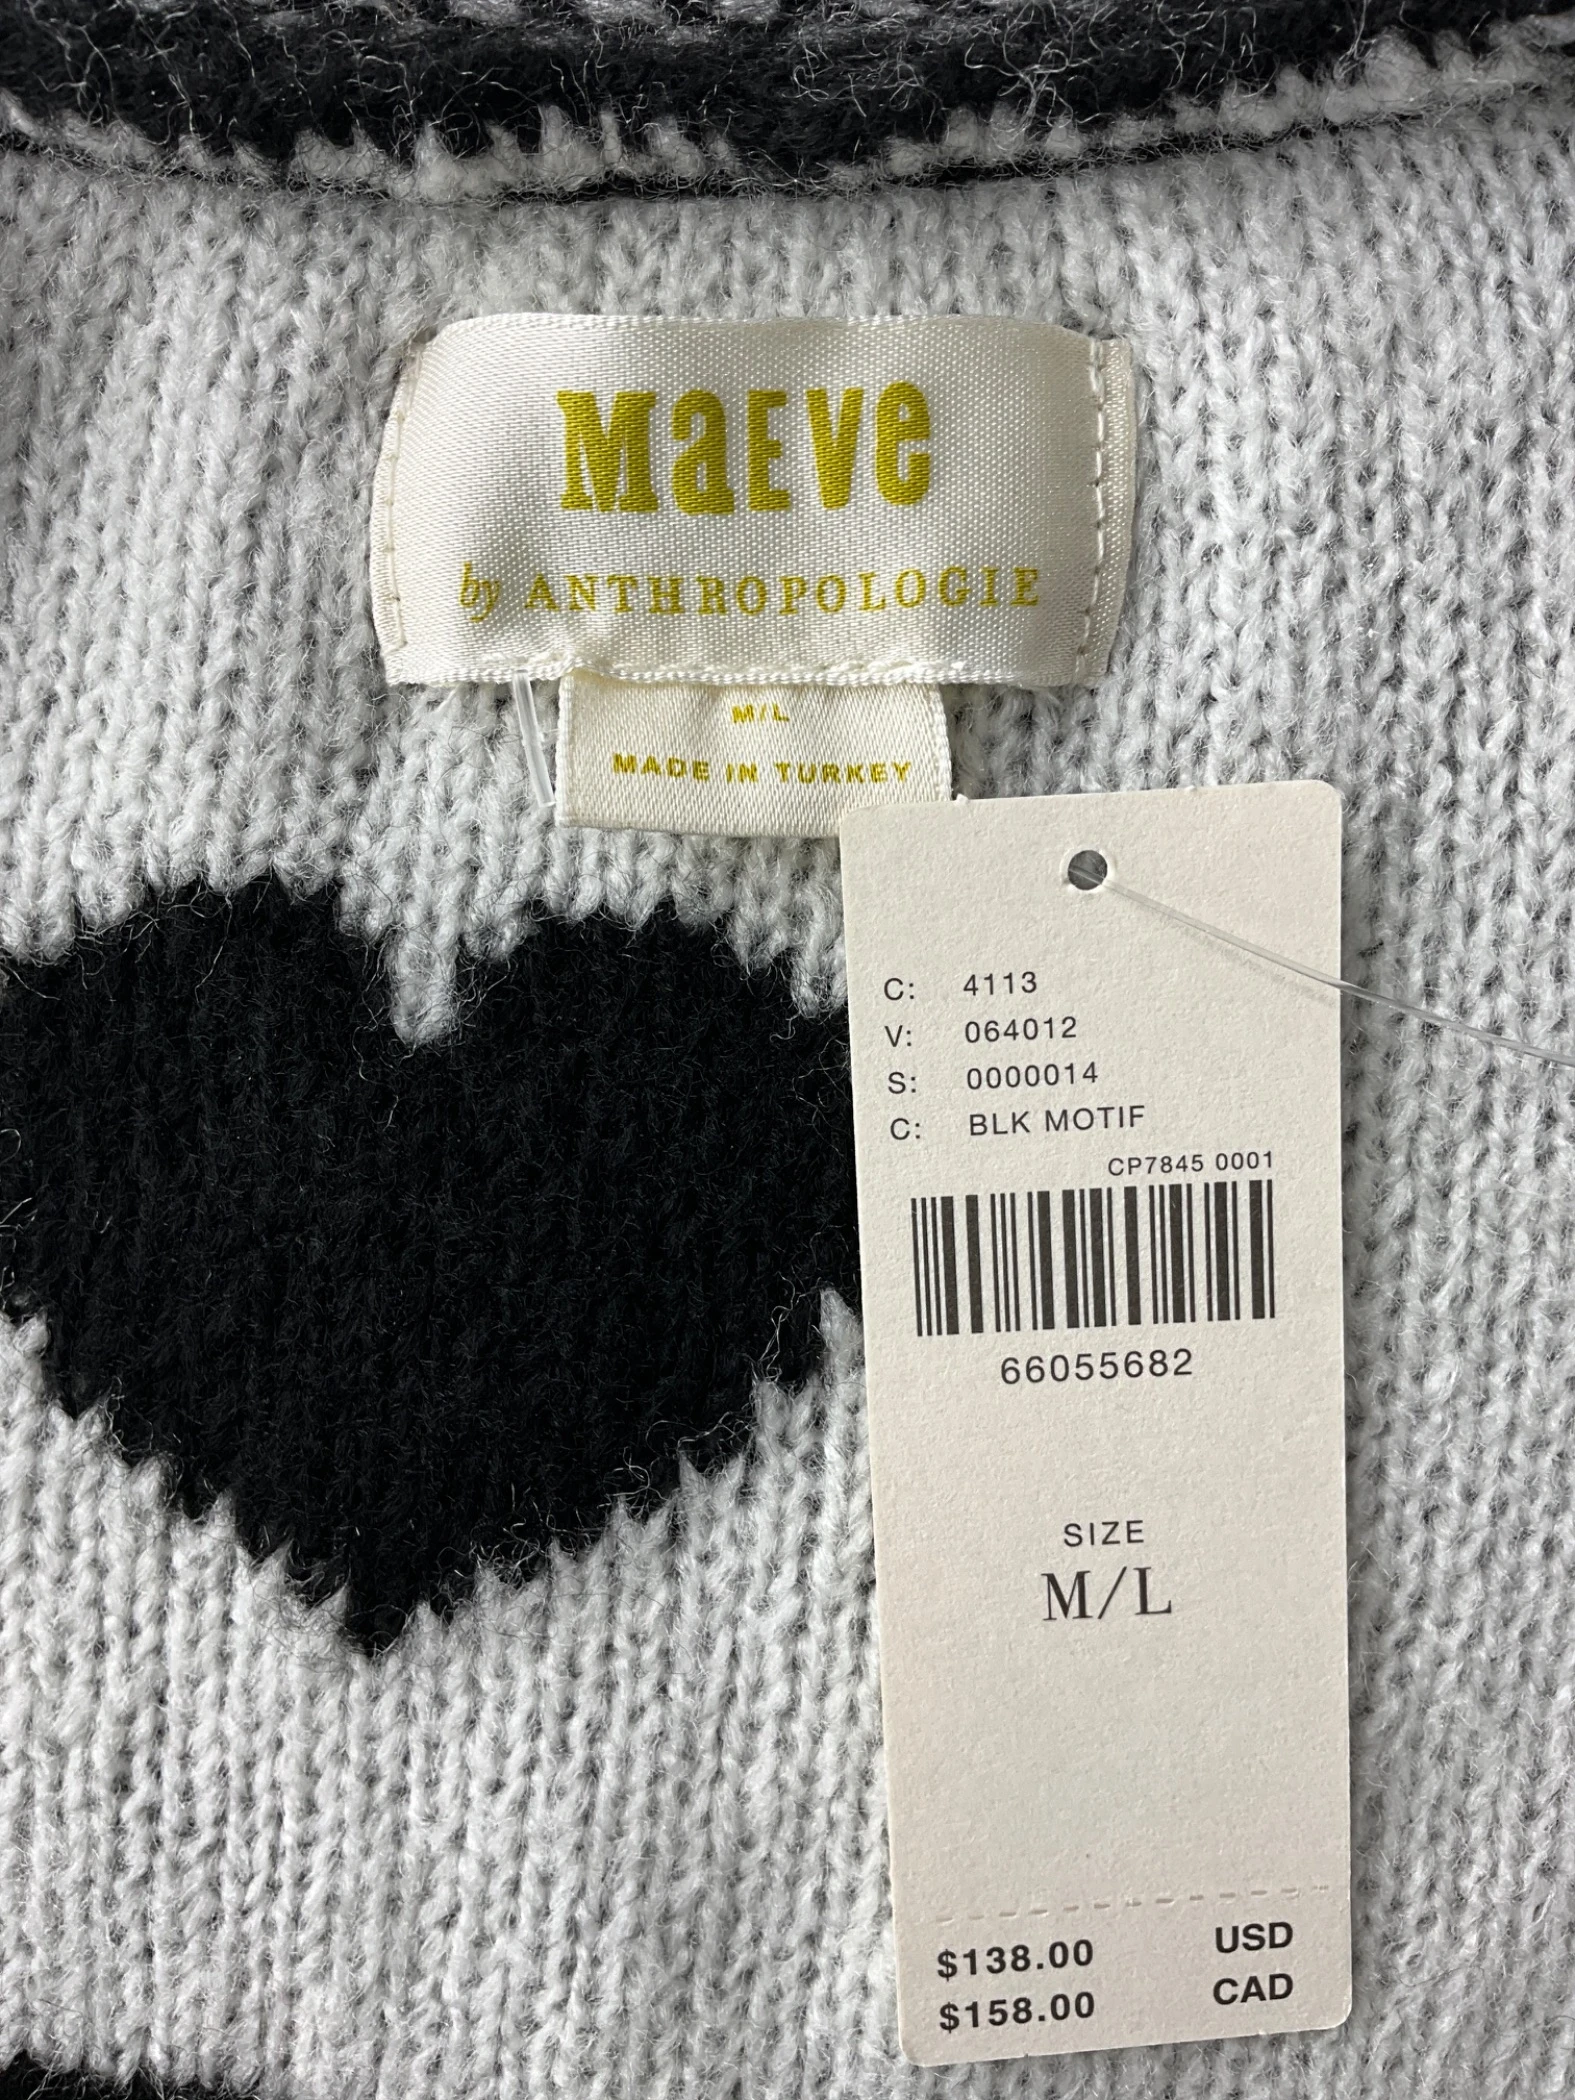 Maeve
by ANTHROPOLOGIE
M/L
MADE IN TURKEY
C: 4113
V: 064012
S: 0000014
C: BLK MOTIF
CP7845 0001
66055682
SIZE
M/L
$138.00 USD
$158.00 CAD